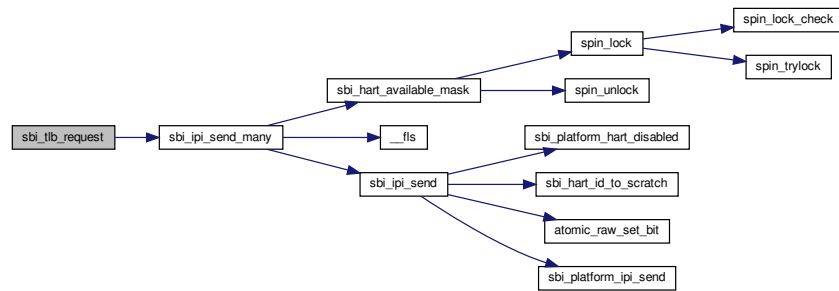 spin_lock_check
spin_lock
spin_trylock
sbi_hart_available_mask
spin_unlock
sbi_tlb_request
sbi_ipi_send_many
__fls
sbi_platform_hart_disabled
sbi_ipi_send
sbi_hart_id_to_scratch
atomic_raw_set_bit
sbi_platform_ipi_send